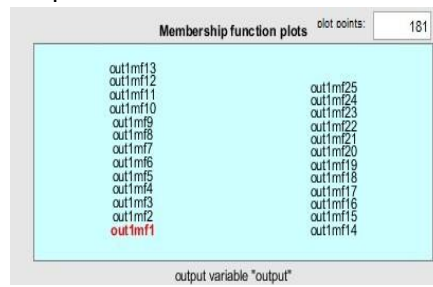 Membership function plots plot points: 181
out1mf13
out1mf12
out1mf11
out1mf10
out1mf9
out1mf8
out1mf7
out1mf6
out1mf5
out1mf4
out1mf3
out1mf2
out1mf1
out1mf25
out1mf24
out1mf23
out1mf22
out1mf21
out1mf20
out1mf19
out1mf18
out1mf17
out1mf16
out1mf15
out1mf14
output variable "output"